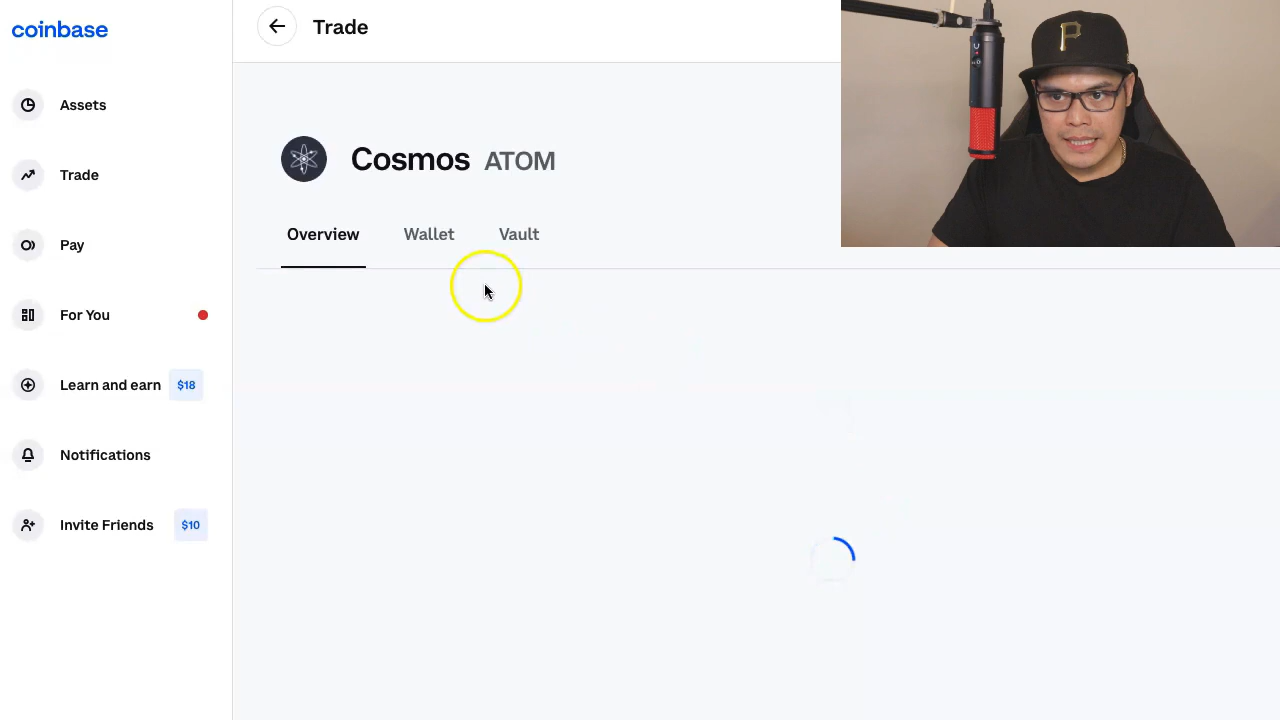 coinbase
Trade
Assets
Trade
Pay
For You
Learn and earn $18
Notifications
Invite Friends $10
Cosmos ATOM
Overview Wallet Vault
P